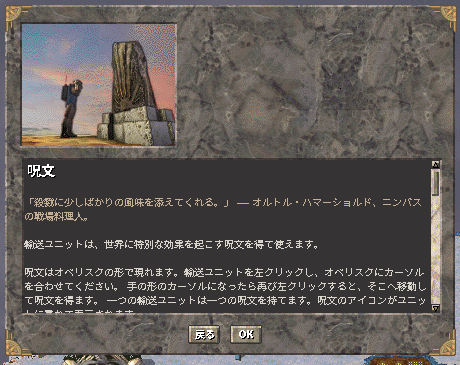 呪文
「殺戮に少しばかりの風味を添えてくれる。」 ― オルトル・ハマーショルド、ニンバス
の戦場料理人。
輸送ユニットは、世界に特別な効果を起こす呪文を得て使えます。
呪文はオベリスクの形で現れます。輸送ユニットを左クリックし、オベリスクにカーソル
を合わせてください。 手の形のカーソルになったら再び左クリックすると、そこへ移動し
て呪文を得ます。 一つの輸送ユニットは一つの呪文を持てます。呪文のアイコンがユニッ
戻る
OK